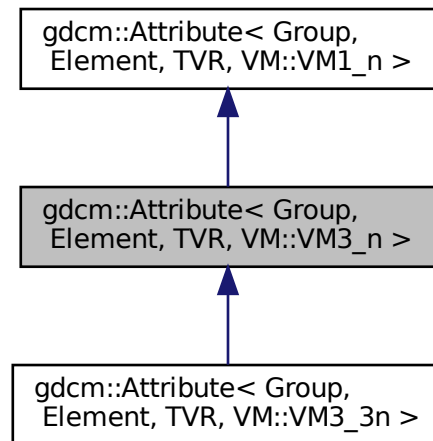 gdcm::Attribute< Group,
Element, TVR, VM::VM1_n >
gdcm::Attribute< Group,
Element, TVR, VM::VM3_n >
gdcm::Attribute< Group,
Element, TVR, VM::VM3_3n >